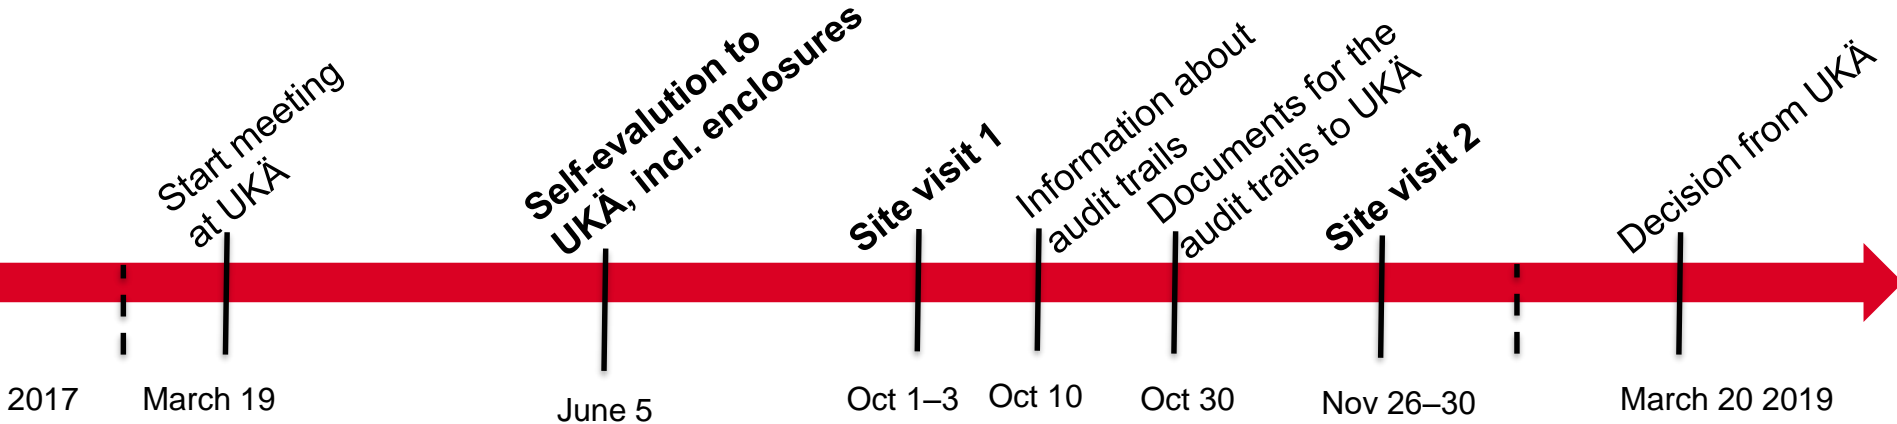 Start meeting
at UKÄ
Self-evalution to
UKÄ, incl. enclosures
Site visit 1
Information about
audit trails
Documents for the
audit trails to UKÄ
Site visit 2
Decision from UKÄ
2017
March 19
June 5
Oct 1–3
Oct 10
Oct 30
Nov 26–30
March 20 2019